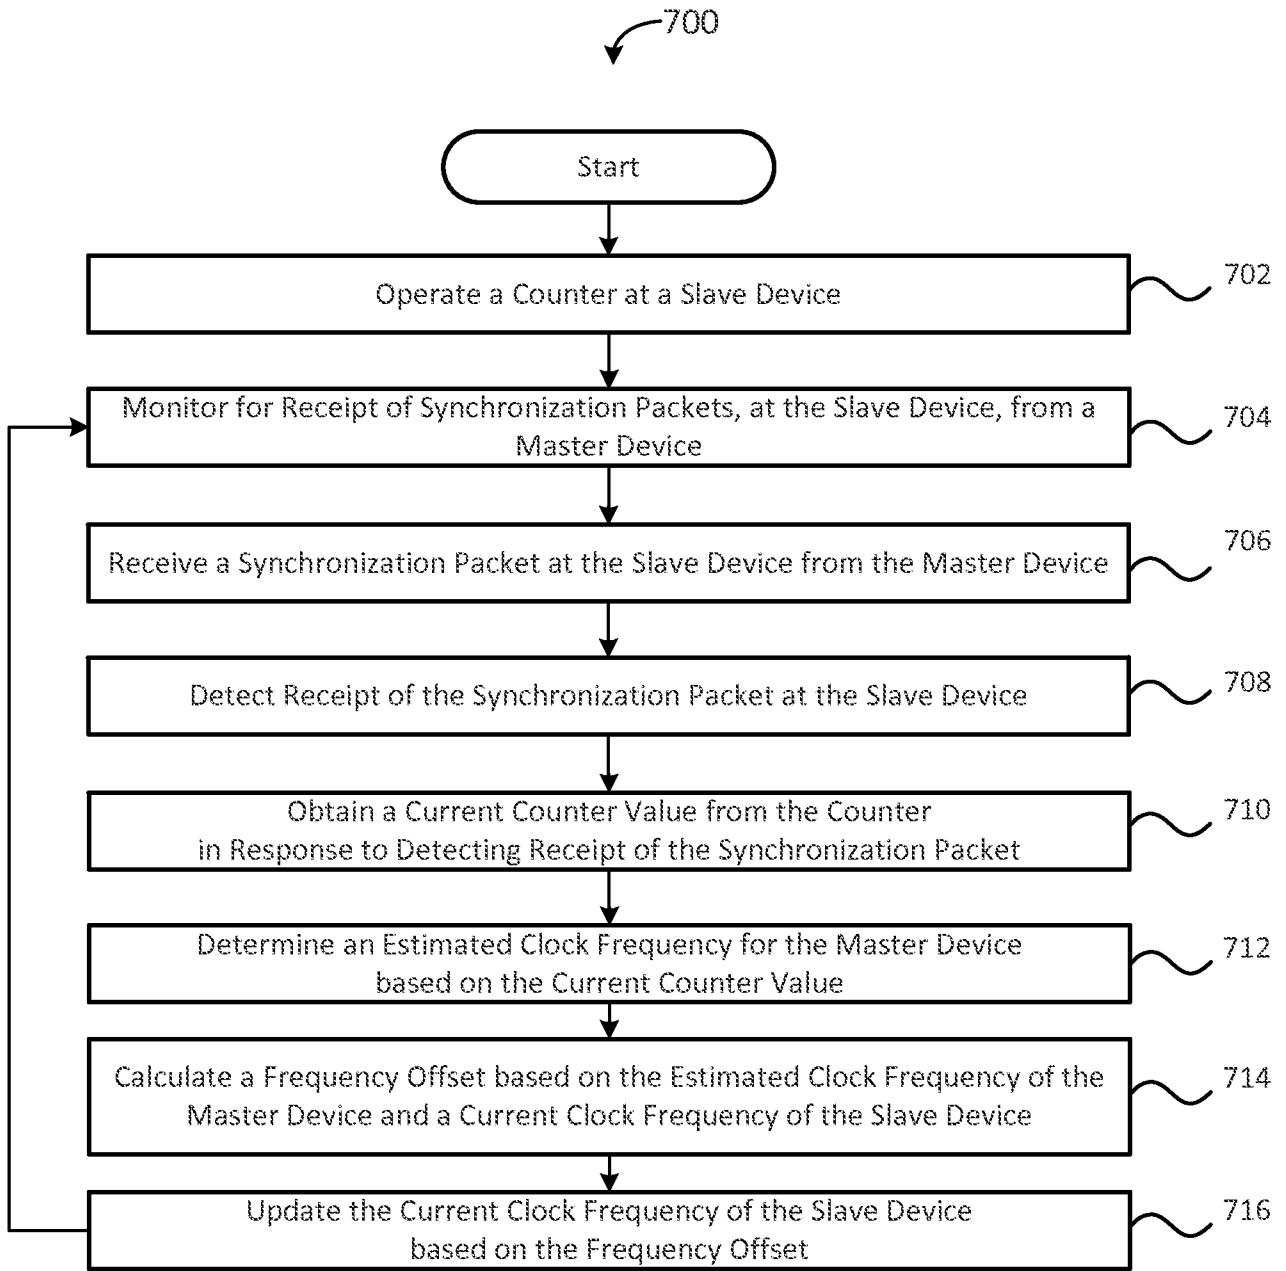 700
Start
Operate a Counter at a Slave Device
702
Monitor for Receipt of Synchronization Packets, at the Slave Device, from a
Master Device
704
Receive a Synchronization Packet at the Slave Device from the Master Device
706
Detect Receipt of the Synchronization Packet at the Slave Device
708
Obtain a Current Counter Value from the Counter
in Response to Detecting Receipt of the Synchronization Packet
710
Determine an Estimated Clock Frequency for the Master Device
based on the Current Counter Value
712
Calculate a Frequency Offset based on the Estimated Clock Frequency of the
Master Device and a Current Clock Frequency of the Slave Device
714
Update the Current Clock Frequency of the Slave Device
based on the Frequency Offset
716